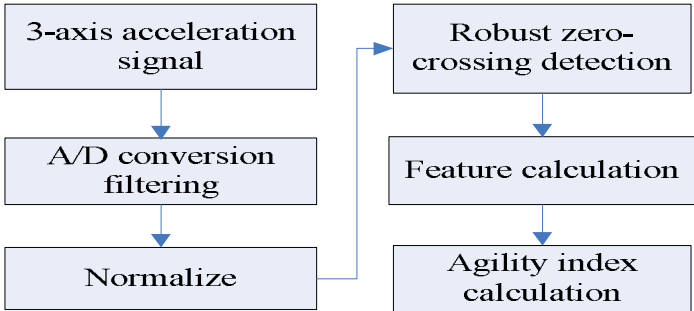 3-axis acceleration
signal
A/D conversion
filtering
Normalize
Robust zero-
crossing detection
Feature calculation
Agility index
calculation